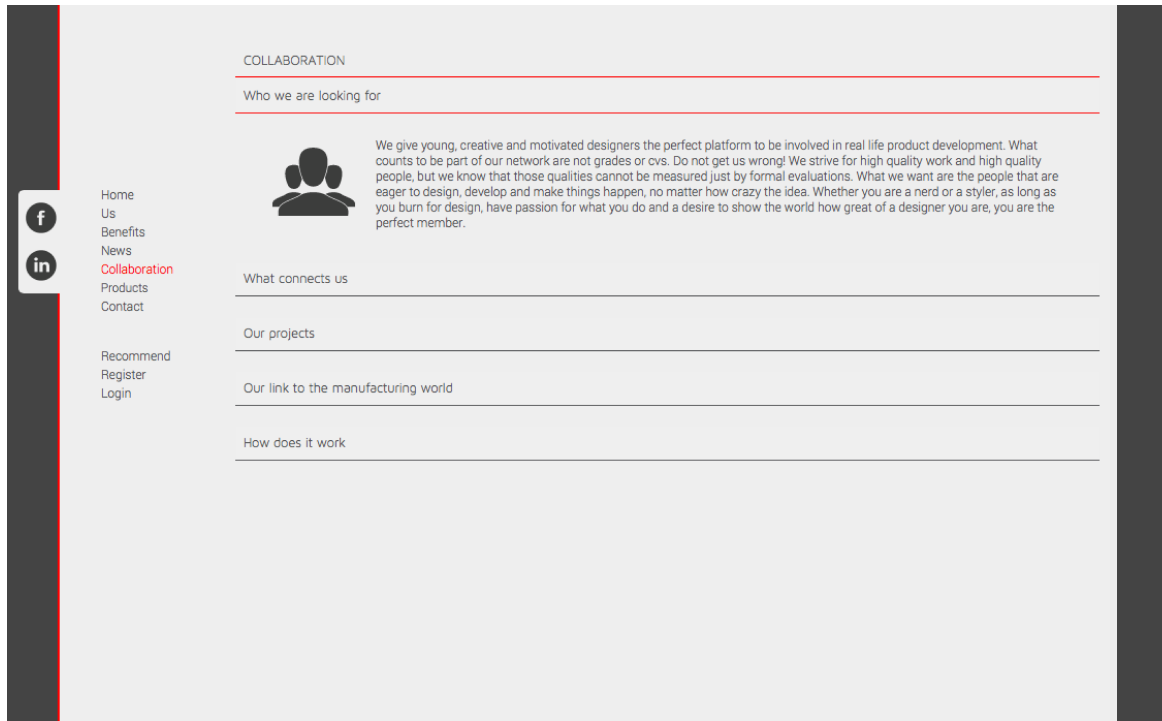 COLLABORATION
Who we are looking for
We give young, creative and motivated designers the perfect platform to be involved in real life product development. What
counts to be part of our network are not grades or cvs. Do not get us wrong! We strive for high quality work and high quality
people, but we know that those qualities cannot be measured just by formal evaluations. What we want are the people that are
eager to design, develop and make things happen, no matter how crazy the idea. Whether you are a nerd or a styler, as long as
you burn for design, have passion for what you do and a desire to show the world how great of a designer you are, you are the
perfect member.
f
in
Home
Us
Benefits
News
Collaboration
Products
Contact
Recommend
Register
Login
What connects us
Our projects
Our link to the manufacturing world
How does it work